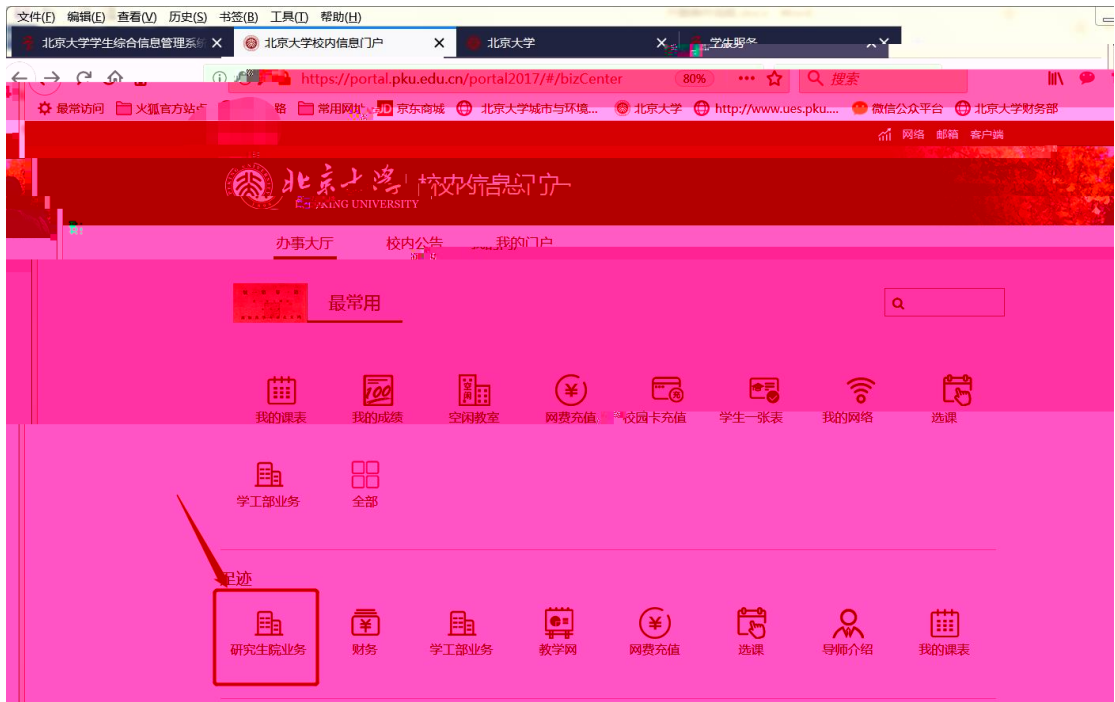 文件(F) 编辑(E) 查看(V) 历史(S) 书签(B) 工具(T) 帮助(H)
北京大学学生综合信息管理系统 北京大学校内信息门户 北京大学
https://portal.pku.edu.cn/portal2017/#/bizCenter 80% 搜索
最常访问 火狐官方站点 常用网址 JD 京东商城 北京大学城市与环境... 北京大学 http://www.ues.pku.... 微信公众平台 北京大学财务部
网络 邮箱 客户端
北京大学 校内信息门户
PEKING UNIVERSITY
办事大厅 校内公告 我的门户
最常用
我的课表 我的成绩 空闲教室 网费充值 校园卡充值 学生一张表 我的网络 选课
学工部业务 全部
足迹
研究生院业务 财务 学工部业务 教学网 网费充值 选课 导师介绍 我的课表